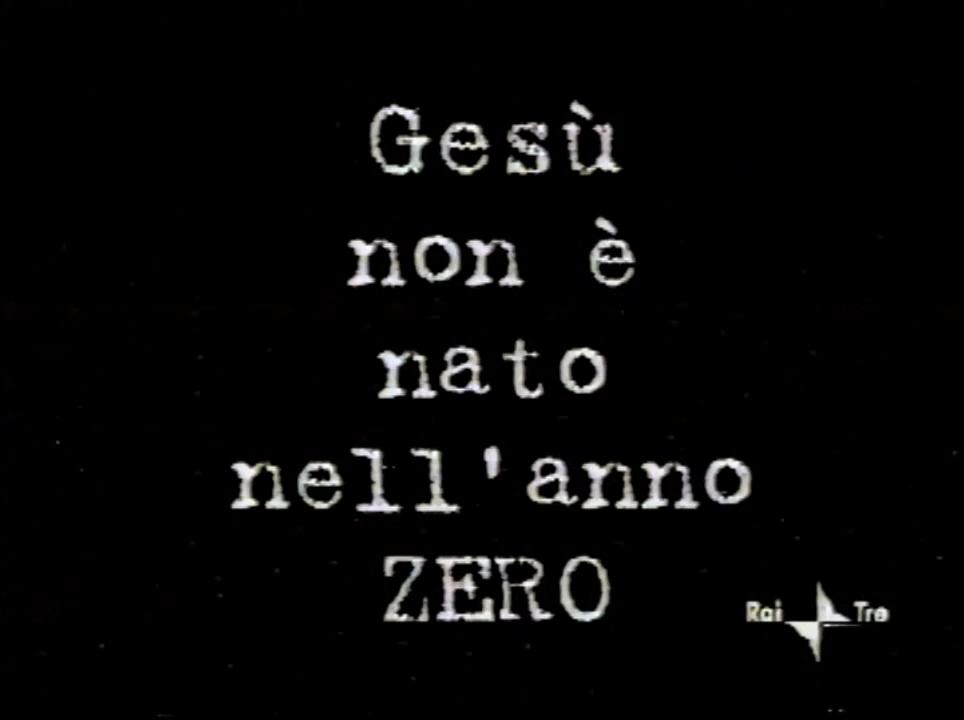 Gesù
non è
nato
nell'anno
ZERO
Rai Tre